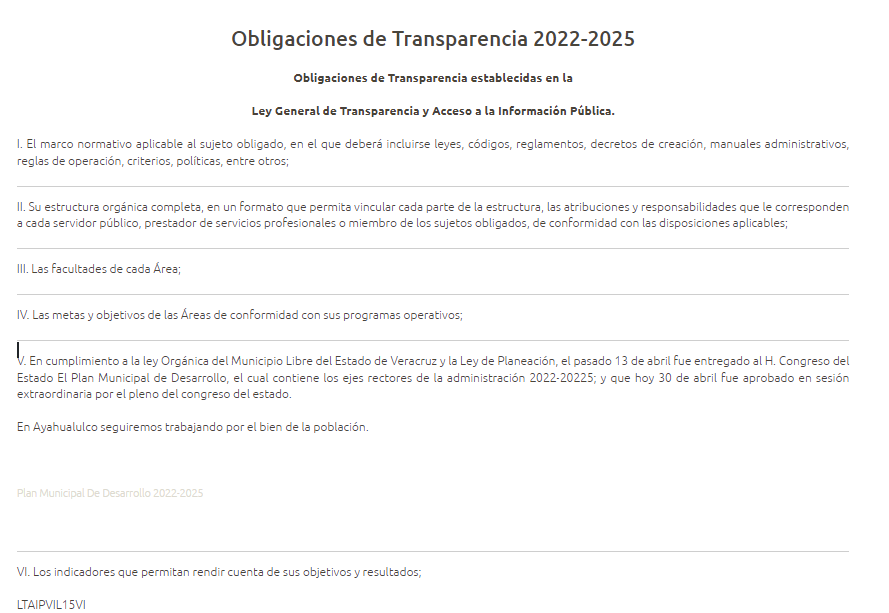 Obligaciones de Transparencia 2022-2025
Obligaciones de Transparencia establecidas en la
Ley General de Transparencia y Acceso a la Información Pública.
I. El marco normativo aplicable al sujeto obligado, en el que deberá incluirse leyes, códigos, reglamentos, decretos de creación, manuales administrativos,
reglas de operación, criterios, políticas, entre otros;
II. Su estructura orgánica completa, en un formato que permita vincular cada parte de la estructura, las atribuciones y responsabilidades que le corresponden
a cada servidor público, prestador de servicios profesionales o miembro de los sujetos obligados, de conformidad con las disposiciones aplicables;
III. Las facultades de cada Área;
IV. Las metas y objetivos de las Áreas de conformidad con sus programas operativos;
V. En cumplimiento a la ley Orgánica del Municipio Libre del Estado de Veracruz y la Ley de Planeación, el pasado 13 de abril fue entregado al H. Congreso del
Estado El Plan Municipal de Desarrollo, el cual contiene los ejes rectores de la administración 2022-20225; y que hoy 30 de abril fue aprobado en sesión
extraordinaria por el pleno del congreso del estado.
En Ayahualulco seguiremos trabajando por el bien de la población.
Plan Municipal De Desarrollo 2022-2025
VI. Los indicadores que permitan rendir cuenta de sus objetivos y resultados;
LTAIPVIL15VI